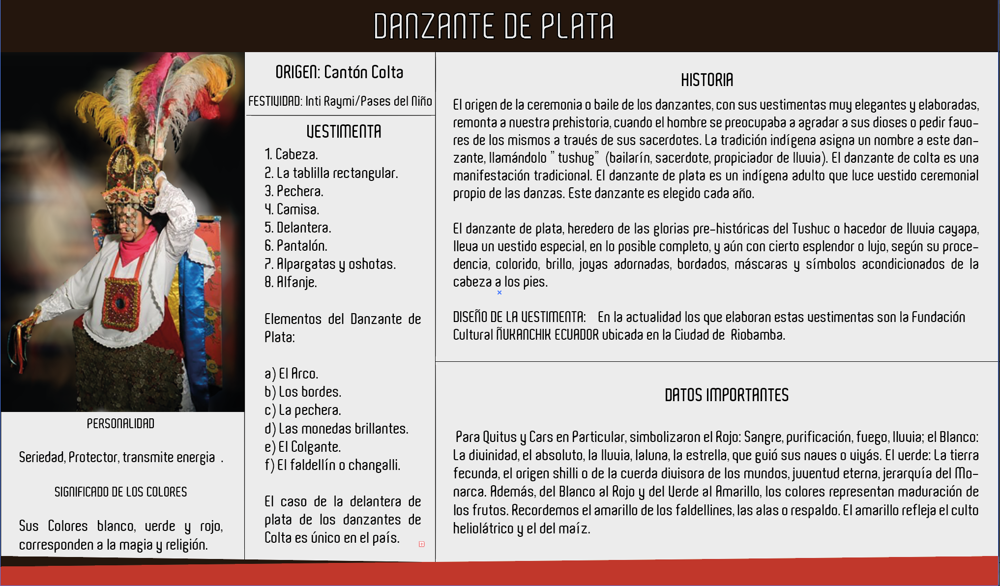 DANZANTE DE PLATA
PERSONALIDAD
Seriedad, Protector, transmite energia .
SIGNIFICADO DE LOS COLORES
Sus Colores blanco, verde y rojo,
corresponden a la magia y religión.
ORIGEN: Cantón Colta
FESTIVIDAD: Inti Raymi/Pases del Niño
VESTIMENTA
1. Cabeza.
2. La tablilla rectangular.
3. Pechera.
4. Camisa.
5. Delantera.
6. Pantalón.
7. Alpargatas y oshotas.
8. Alfanje.
Elementos del Danzante de
Plata:
a) El Arco.
b) Los bordes.
c) La pechera.
d) Las monedas brillantes.
e) El Colgante.
f) El faldellín o changalli.
El caso de la delantera de
plata de los danzantes de
Colta es único en el país.
HISTORIA
El origen de la ceremonia o baile de los danzantes, con sus vestimentas muy elegantes y elaboradas,
remonta a nuestra prehistoria, cuando el hombre se preocupaba a agradar a sus dioses o pedir favo-
res de los mismos a través de sus sacerdotes. La tradición indígena asigna un nombre a este dan-
zante, llamándolo ” tushug” (bailarín, sacerdote, propiciador de lluvia). El danzante de colta es una
manifestación tradicional. El danzante de plata es un indígena adulto que luce vestido ceremonial
propio de las danzas. Este danzante es elegido cada año.
El danzante de plata, heredero de las glorias pre-históricas del Tushuc o hacedor de lluvia cayapa,
lleva un vestido especial, en lo posible completo, y aún con cierto esplendor o lujo, según su proce-
dencia, colorido, brillo, joyas adornadas, bordados, máscaras y símbolos acondicionados de la
cabeza a los pies.
DISEÑO DE LA VESTIMENTA: En la actualidad los que elaboran estas vestimentas son la Fundación
Cultural ÑUKANCHIK ECUADOR ubicada en la Ciudad de Riobamba.
DATOS IMPORTANTES
Para Quitus y Cars en Particular, simbolizaron el Rojo: Sangre, purificación, fuego, lluvia; el Blanco:
La divinidad, el absoluto, la lluvia, laluna, la estrella, que guió sus naves o viyás. El verde: La tierra
fecunda, el origen shilli o de la cuerda divisora de los mundos, juventud eterna, jerarquía del Mo-
narca. Además, del Blanco al Rojo y del Verde al Amarillo, los colores representan maduración de
los frutos. Recordemos el amarillo de los faldellines, las alas o respaldo. El amarillo refleja el culto
heliolátrico y el del maíz.